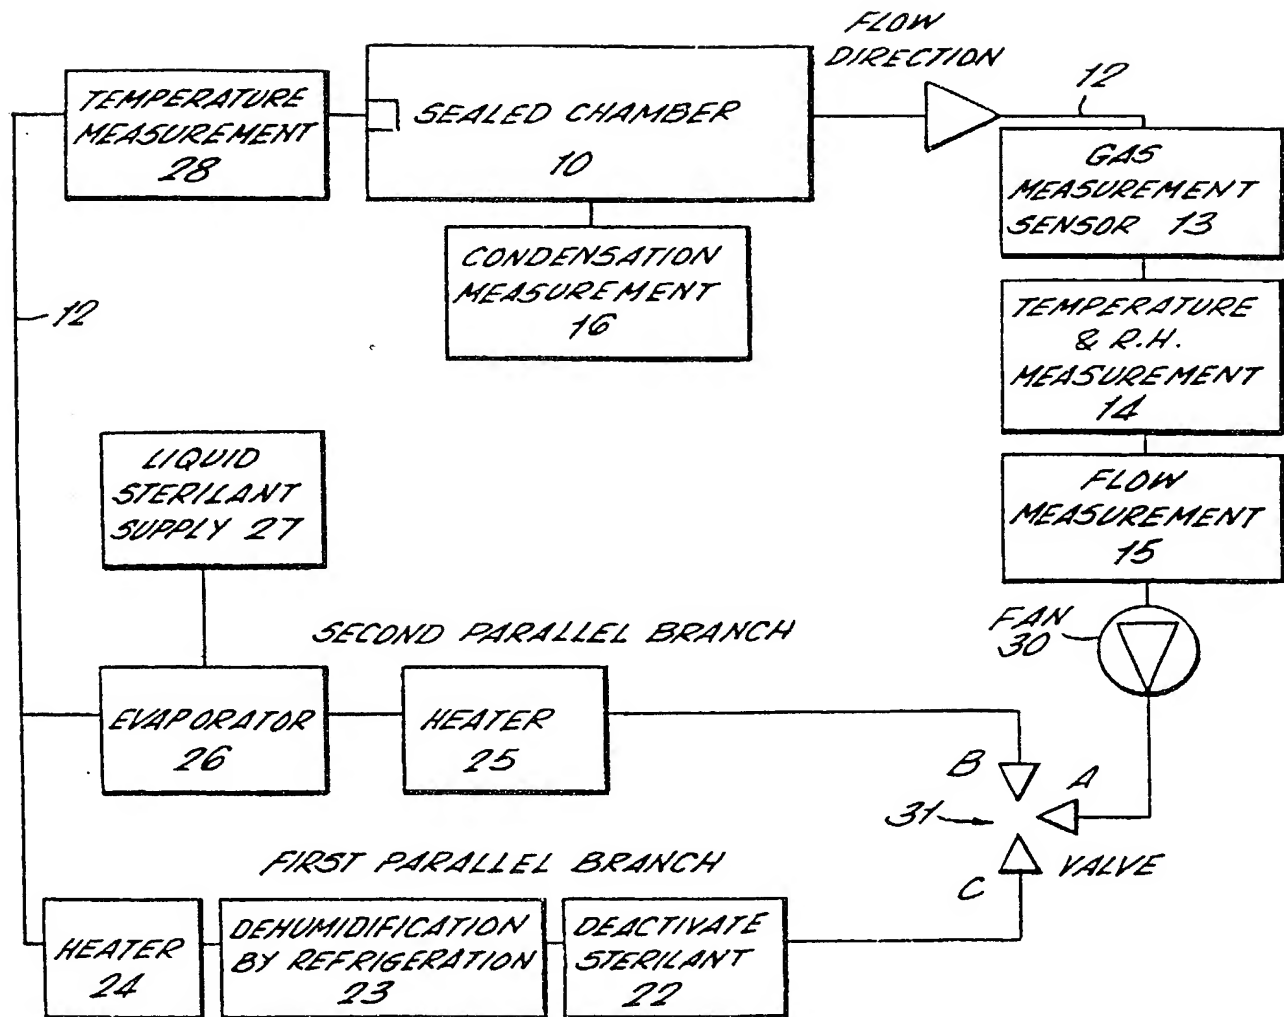 FLOW
DIRECTION
12
TEMPERATURE
MEASUREMENT
28
SEALED CHAMBER
10
GAS
MEASUREMENT
SENSOR 13
CONDENSATION
MEASUREMENT
16
12
TEMPERATURE
& R.H.
MEASUREMENT
14
LIQUID
STERILANT
SUPPLY 27
FLOW
MEASUREMENT
15
FAN
30
SECOND PARALLEL BRANCH
EVAPORATOR
26
HEATER
25
B
A
31
C
VALVE
FIRST PARALLEL BRANCH
HEATER
24
DEHUMIDIFICATION
BY REFRIGERATION
23
DEACTIVATE
STERILANT
22